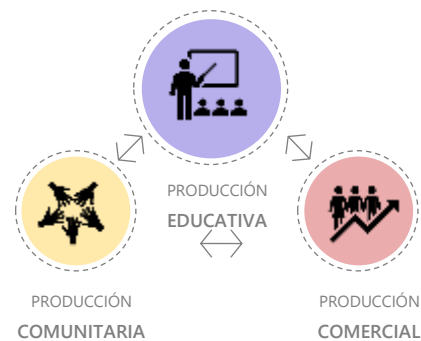 PRODUCCIÓN
EDUCATIVA
PRODUCCIÓN
COMUNITARIA
PRODUCCIÓN
COMERCIAL